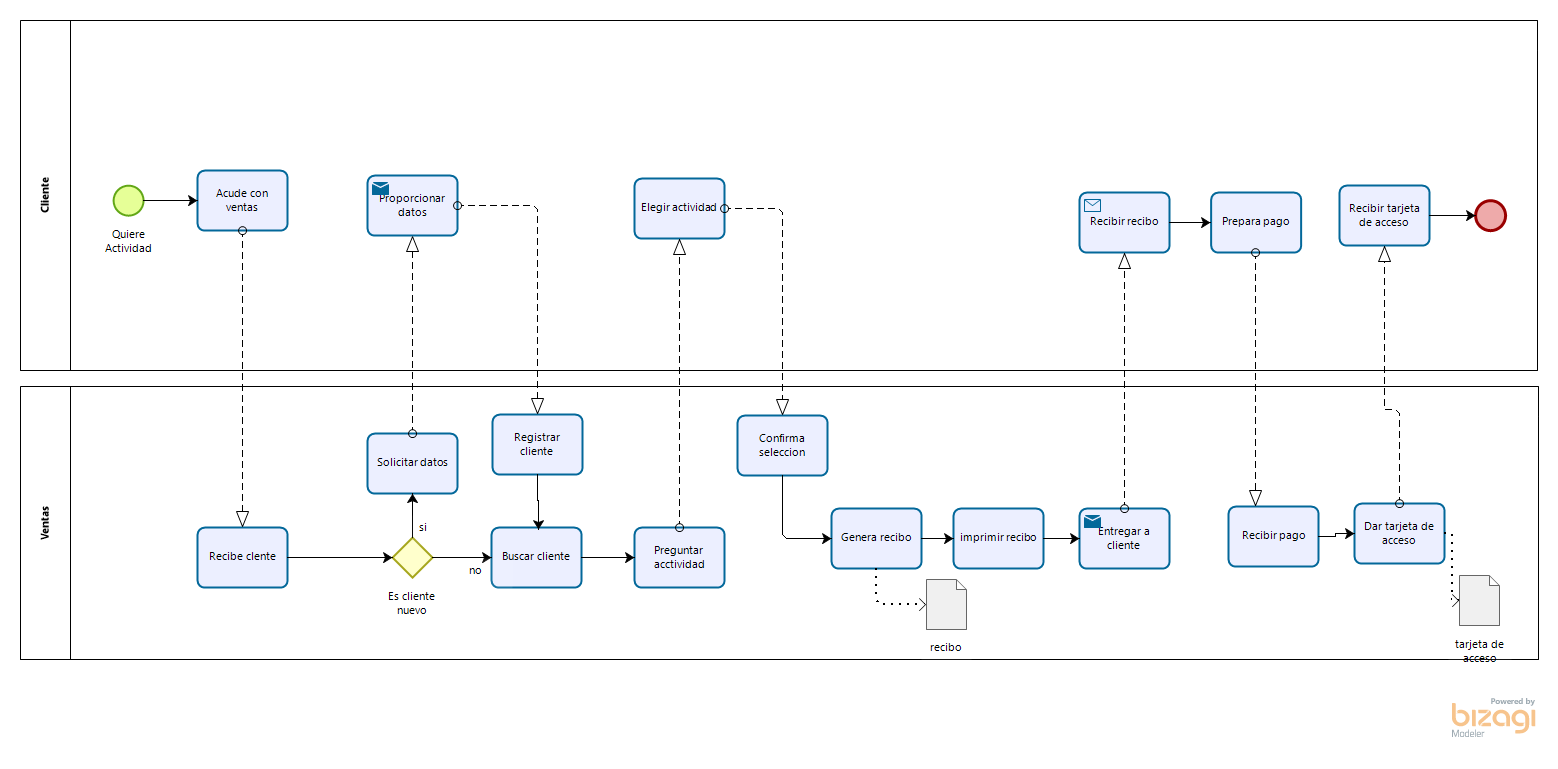 Cliente
Quiere
Actividad
Acude con
ventas
Proporcionar
datos
Elegir actividad
Recibir recibo
Prepara pago
Recibir tarjeta
de acceso
Ventas
Recibe clente
Solicitar datos
si
no
Es cliente
nuevo
Registrar
cliente
Buscar cliente
Preguntar
acctividad
Confirma
seleccion
Genera recibo
recibo
imprimir recibo
Entregar a
cliente
Recibir pago
Dar tarjeta de
acceso
tarjeta de
acceso
Powered by
bizagi
Modeler